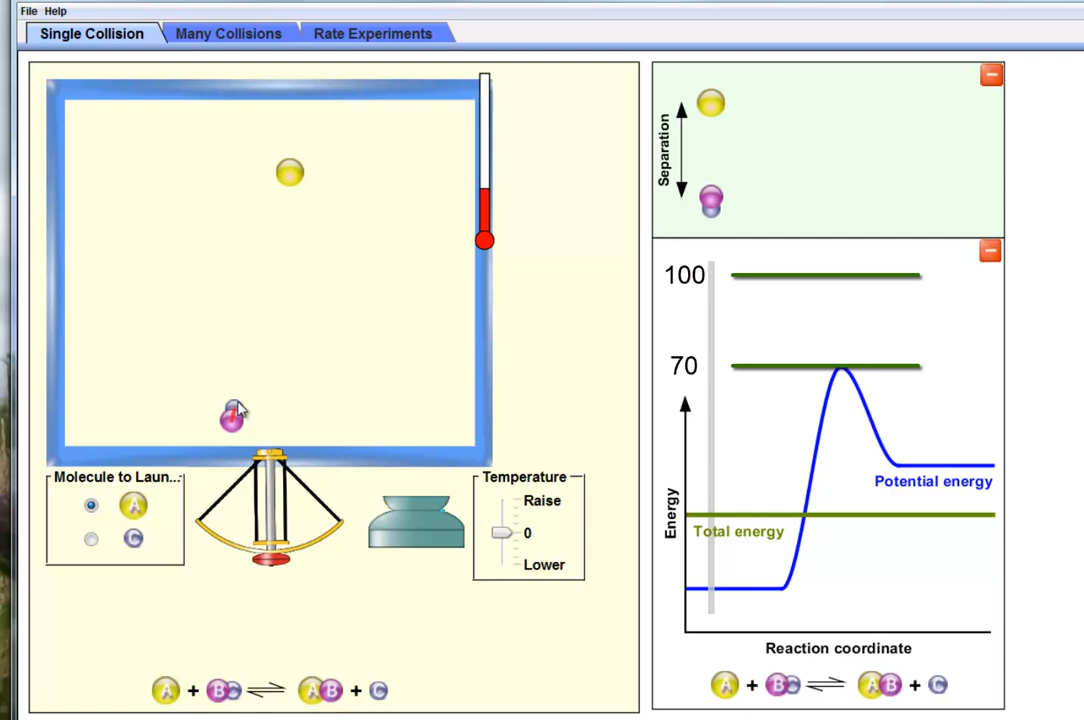 File Help
Single Collision Many Collisions Rate Experiments
Separation
100
70
Potential energy
Total energy
Energy
Reaction coordinate
Molecule to Laun...
A
C
Temperature
Raise
0
Lower
A + BC ⇌ AB + C
A + BC ⇌ AB + C